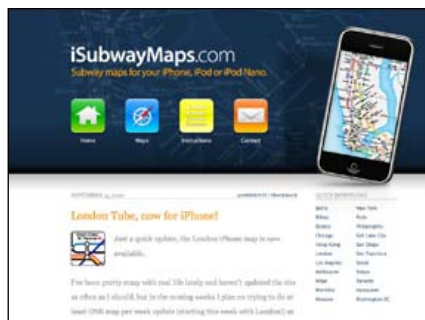 iSubwayMaps.com
Subway maps for your iPhone, iPod or iPod Nano.
Home
Maps
Instructions
Contact
London Tube, now for iPhone!
Just a quick update, the London iPhone map is now
available.
I've been pretty crazy with real life lately and haven't updated the site
as often as I should, but in the coming weeks I plan on trying to do at
least ONE map per week update (starting this week with London!) so
Berlin
Bilbao
Boston
Chicago
Hong Kong
London
Los Angeles
Melbourne
Montreal
Moscow
New York
Paris
Philadelphia
Salt Lake City
San Diego
San Francisco
Seoul
Tokyo
Toronto
Vancouver
Washington DC